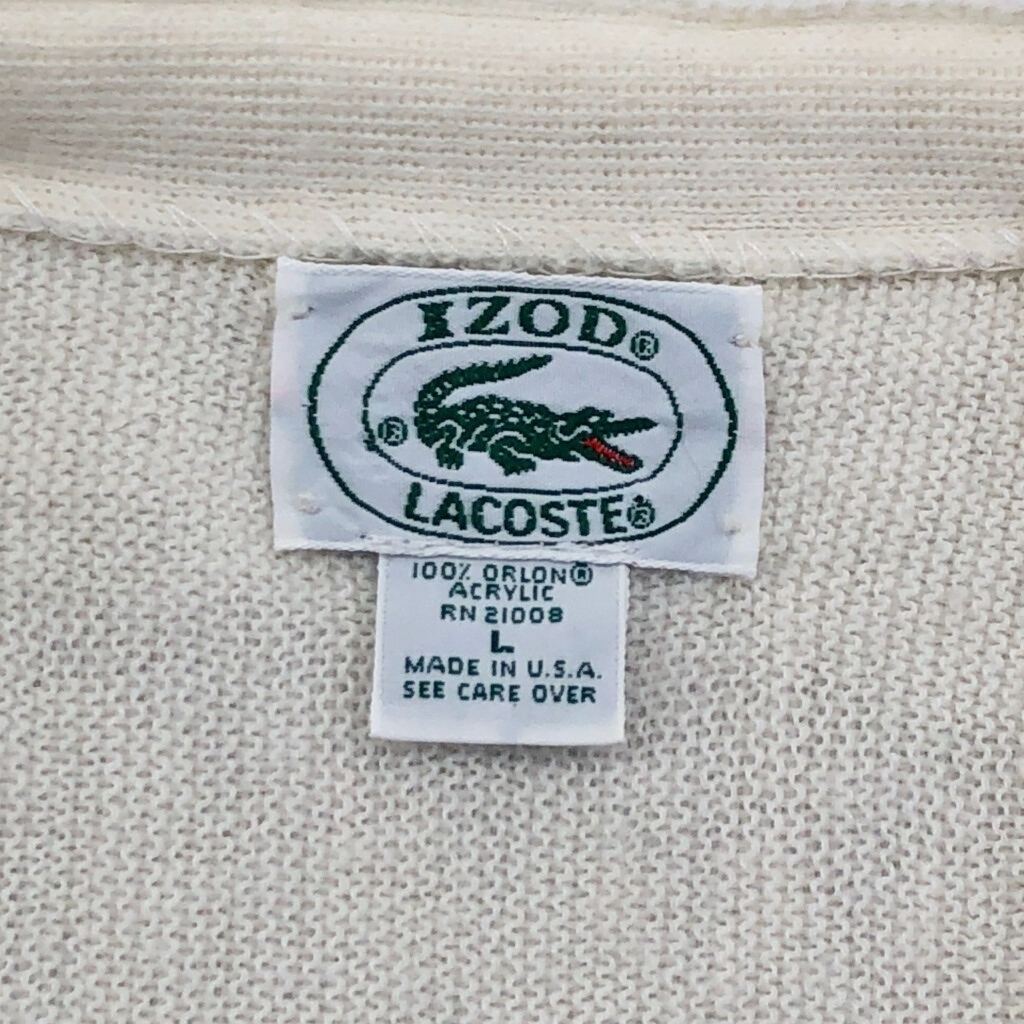 IZOD®
®
LACOSTE®
100% ORLON®
ACRYLIC
RN 21008
L
MADE IN U.S.A.
SEE CARE OVER